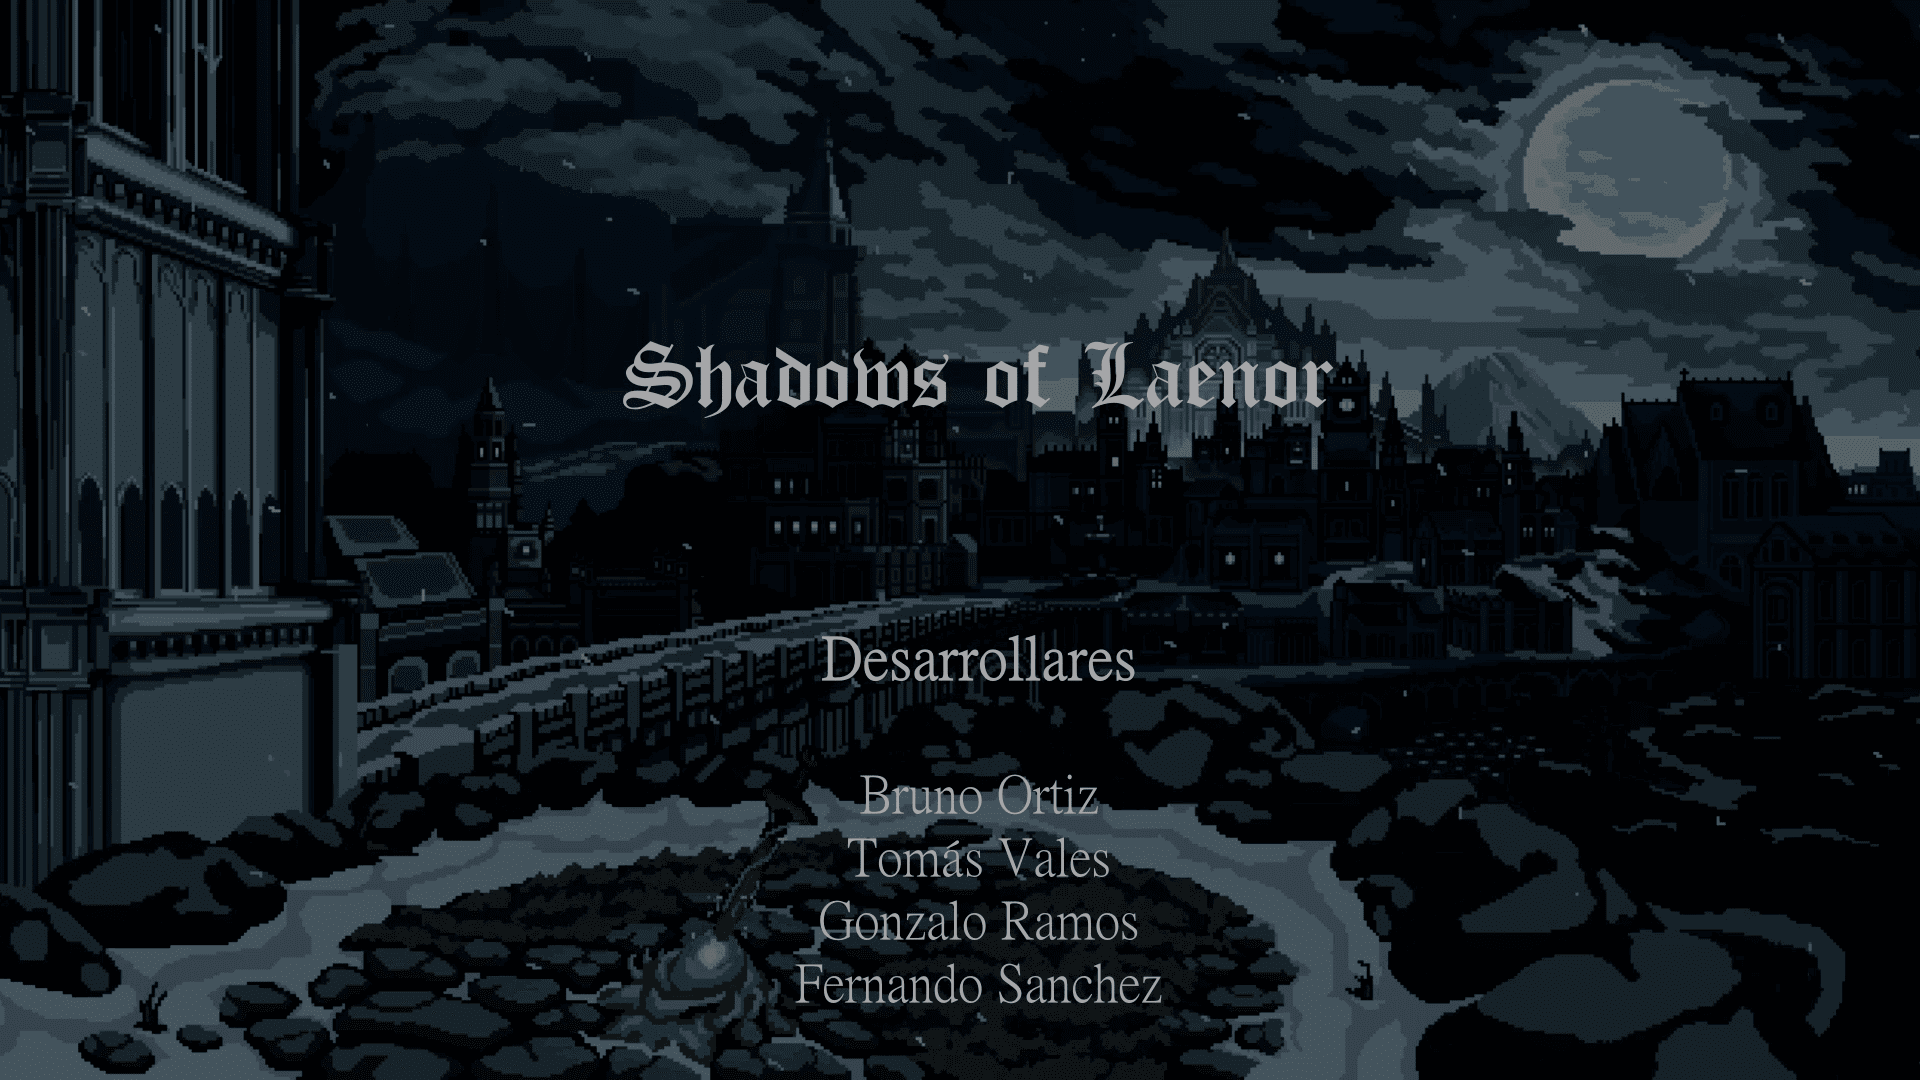 Shadows of Laenor
Desarrollares
Bruno Ortiz
Tomás Vales
Gonzalo Ramos
Fernando Sanchez